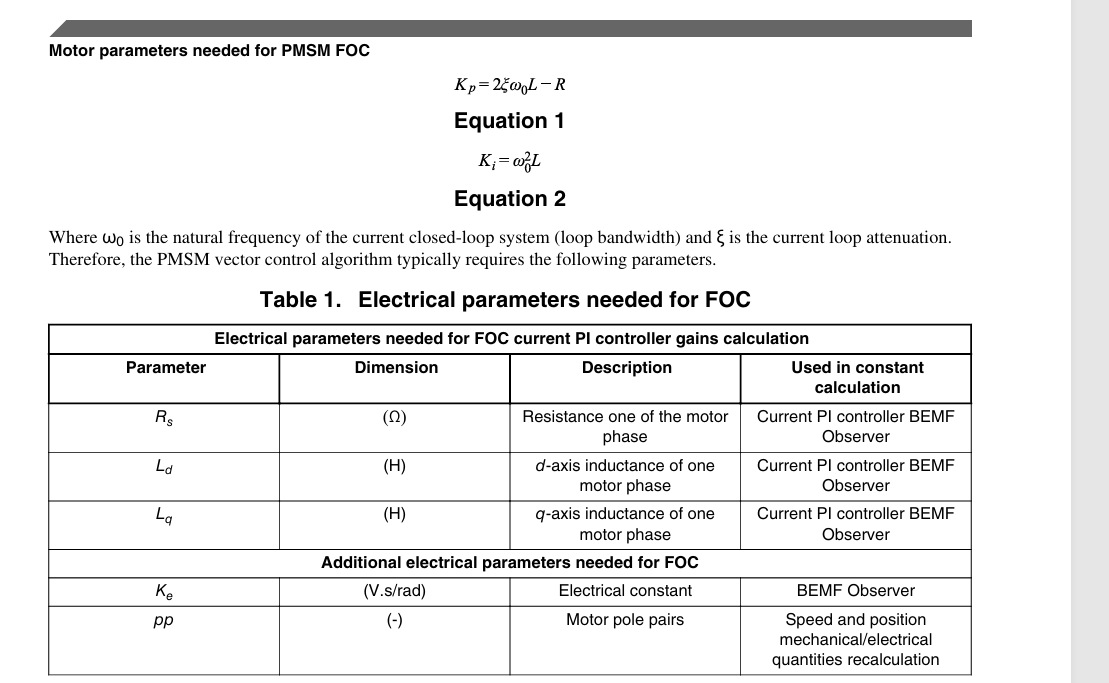 Motor parameters needed for PMSM FOC
Kp = 2ξω₀L − R
Equation 1
Ki = ω₀²L
Equation 2
Where ω₀ is the natural frequency of the current closed-loop system (loop bandwidth) and ξ is the current loop attenuation.
Therefore, the PMSM vector control algorithm typically requires the following parameters.
Table 1. Electrical parameters needed for FOC
Electrical parameters needed for FOC current PI controller gains calculation
Parameter Dimension Description Used in constant
calculation
Rs (Ω) Resistance one of the motor Current PI controller BEMF
phase Observer
Ld (H) d-axis inductance of one Current PI controller BEMF
motor phase Observer
Lq (H) q-axis inductance of one Current PI controller BEMF
motor phase Observer
Additional electrical parameters needed for FOC
Ke (V.s/rad) Electrical constant BEMF Observer
pp (-) Motor pole pairs Speed and position
mechanical/electrical
quantities recalculation